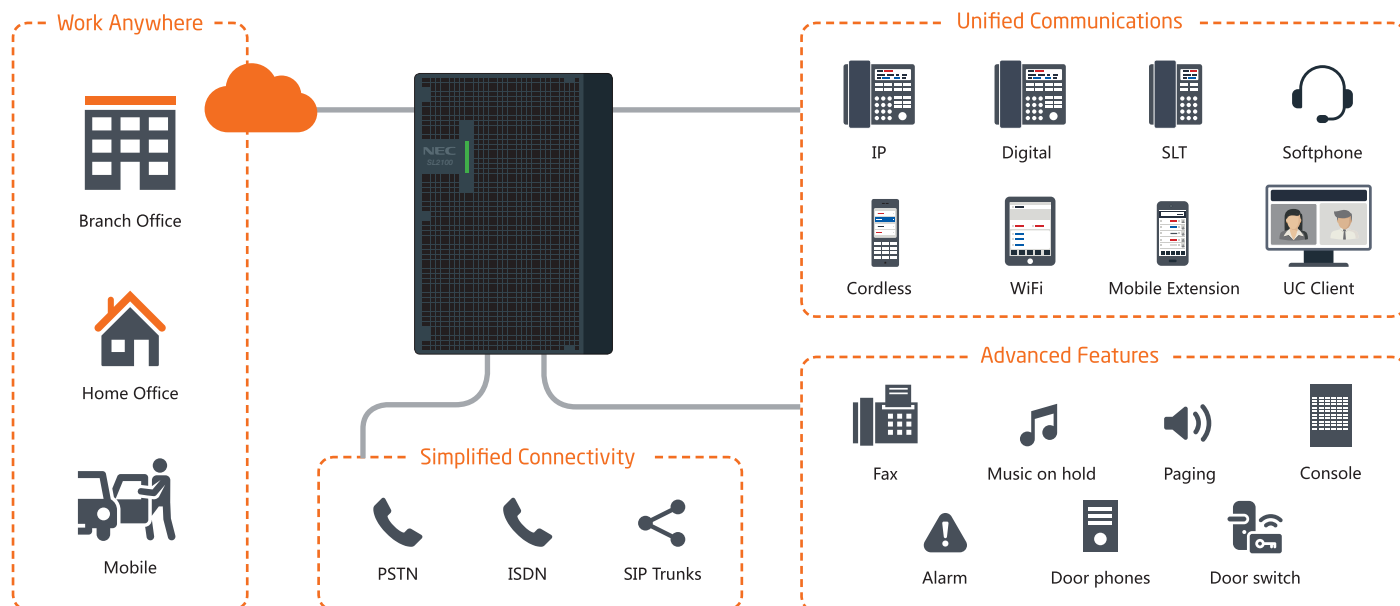 Work Anywhere
Branch Office
Home Office
Mobile
NEC
SL2100
Simplified Connectivity
PSTN
ISDN
SIP Trunks
Unified Communications
IP
Digital
SLT
Softphone
Cordless
WiFi
Mobile Extension
UC Client
Advanced Features
Fax
Music on hold
Paging
Console
Alarm
Door phones
Door switch